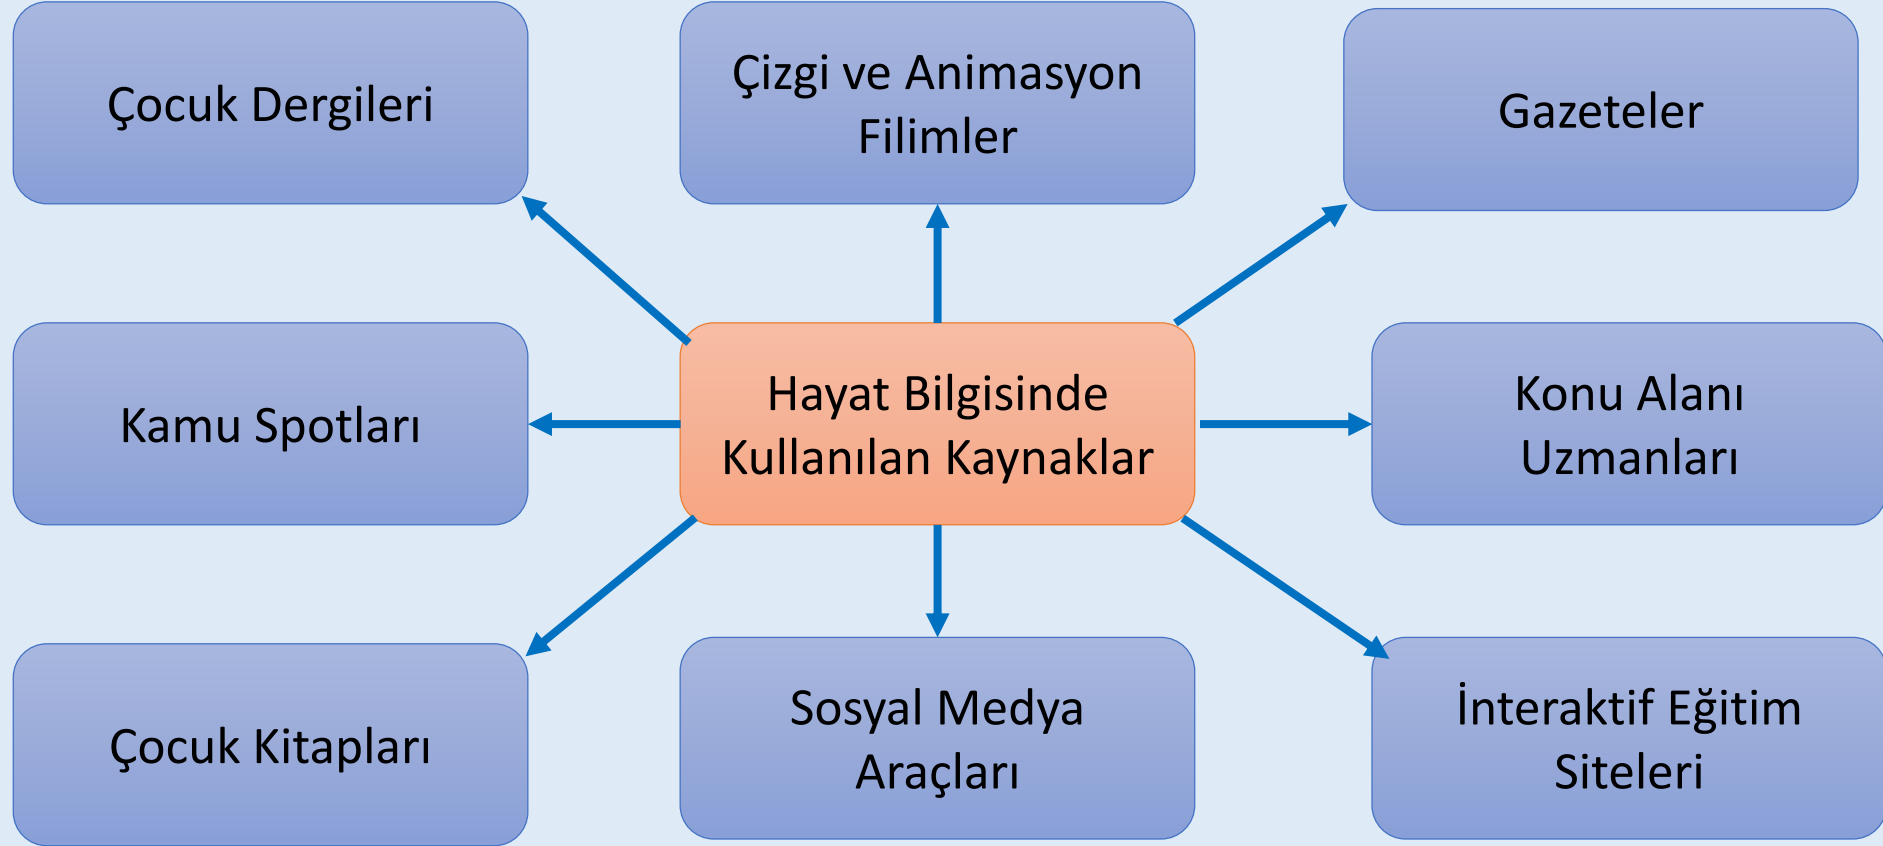 Çocuk Dergileri
Çizgi ve Animasyon
Filimler
Gazeteler
Kamu Spotları
Hayat Bilgisinde
Kullanılan Kaynaklar
Konu Alanı
Uzmanları
Çocuk Kitapları
Sosyal Medya
Araçları
İnteraktif Eğitim
Siteleri